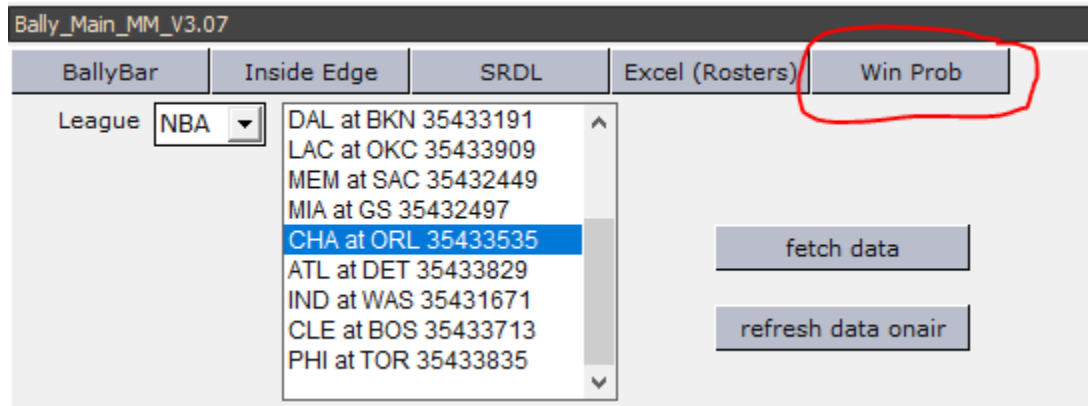 Bally_Main_MM_V3.07
BallyBar Inside Edge SRDL Excel (Rosters) Win Prob
League NBA
DAL at BKN 35433191
LAC at OKC 35433909
MEM at SAC 35432449
MIA at GS 35432497
CHA at ORL 35433535
ATL at DET 35433829
IND at WAS 35431671
CLE at BOS 35433713
PHI at TOR 35433835
fetch data
refresh data onair